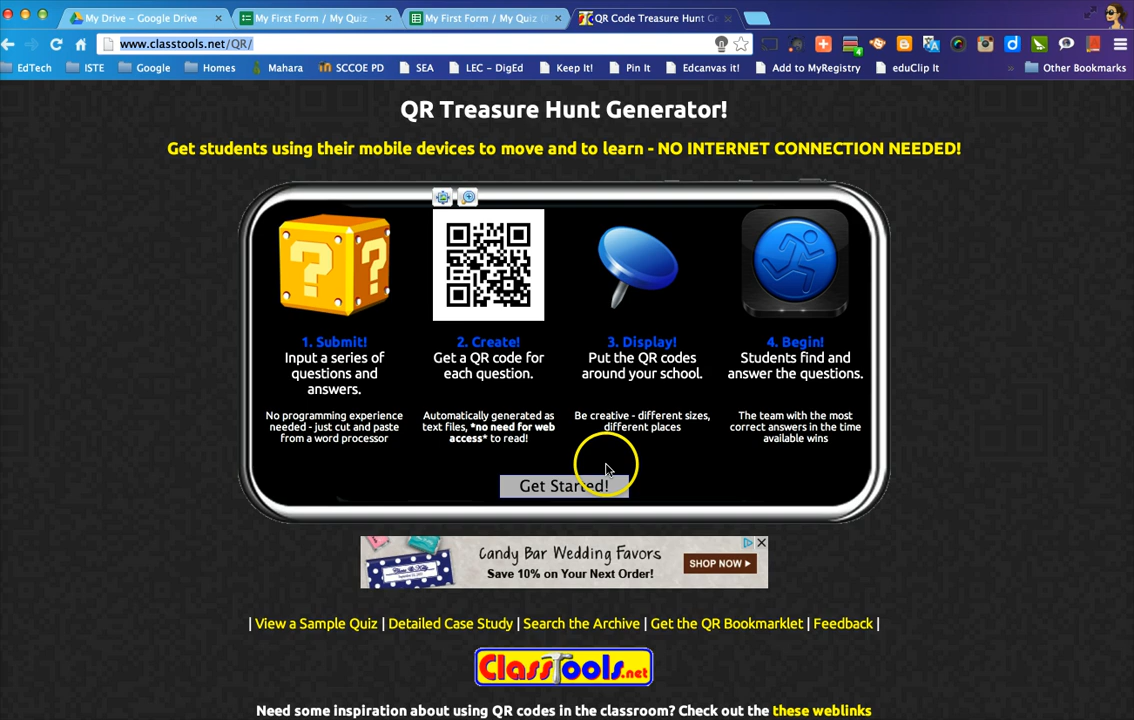 My Drive – Google Drive
My First Form / My Quiz –
My First Form / My Quiz (
QR Code Treasure Hunt Ge
www.classtools.net/QR/
EdTech
ISTE
Google
Homes
Mahara
SCCOE PD
SEA
LEC – DigEd
Keep It!
Pin It
Edcanvas it!
Add to MyRegistry
eduClip It
»
Other Bookmarks
QR Treasure Hunt Generator!
Get students using their mobile devices to move and to learn - NO INTERNET CONNECTION NEEDED!
1. Submit!
Input a series of
questions and
answers.
No programming experience
needed - just cut and paste
from a word processor
2. Create!
Get a QR code for
each question.
Automatically generated as
text files, *no need for web
access* to read!
3. Display!
Put the QR codes
around your school.
Be creative - different sizes,
different places
4. Begin!
Students find and
answer the questions.
The team with the most
correct answers in the time
available wins
Get Started!
Candy Bar Wedding Favors
Save 10% on Your Next Order!
SHOP NOW
| View a Sample Quiz | Detailed Case Study | Search the Archive | Get the QR Bookmarklet | Feedback |
ClassTools.net
Need some inspiration about using QR codes in the classroom? Check out the these weblinks